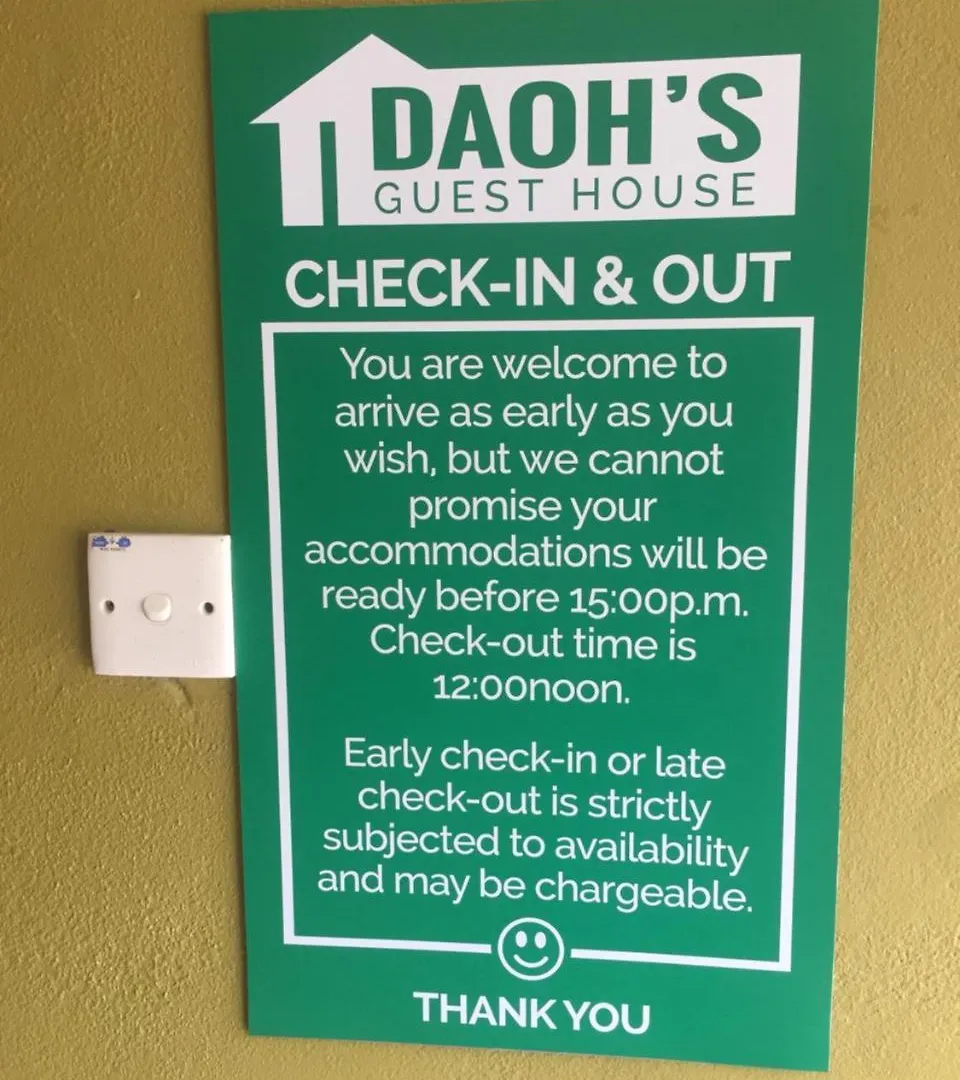 DAOH'S
GUEST HOUSE
CHECK-IN & OUT
You are welcome to
arrive as early as you
wish, but we cannot
promise your
accommodations will be
ready before 15:00p.m.
Check-out time is
12:00noon.
Early check-in or late
check-out is strictly
subjected to availability
and may be chargeable.
THANK YOU